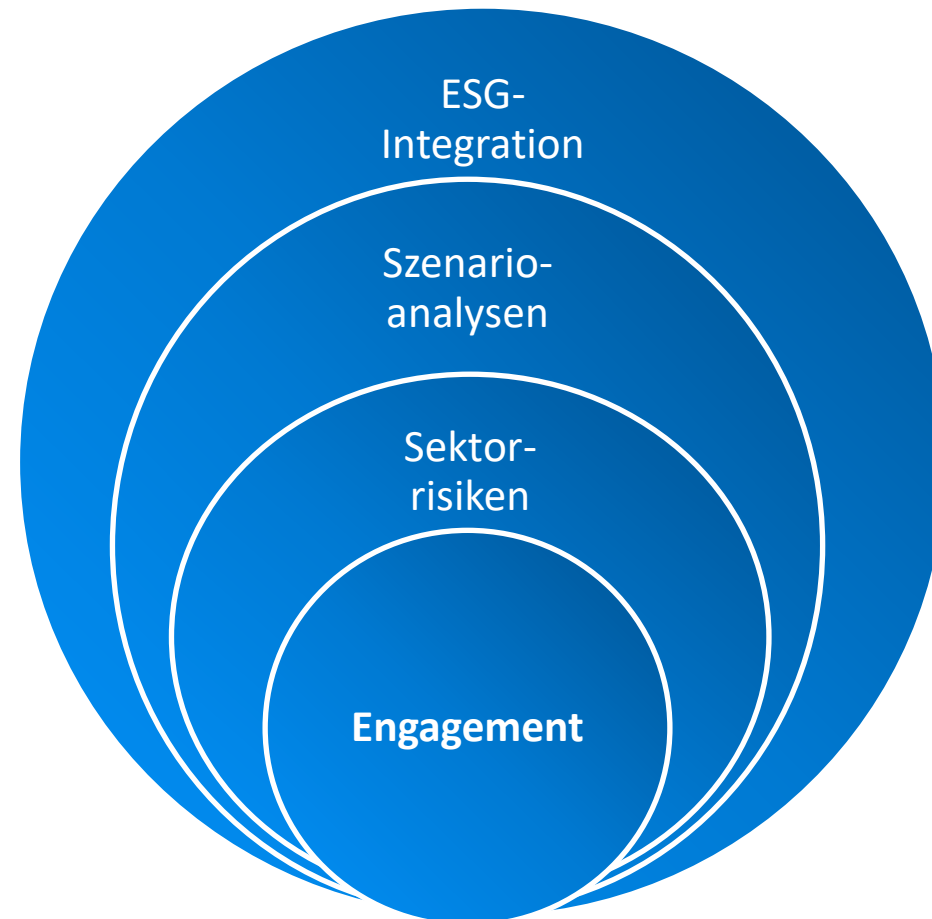 ESG-
Integration
Szenario-
analysen
Sektor-
risiken
Engagement